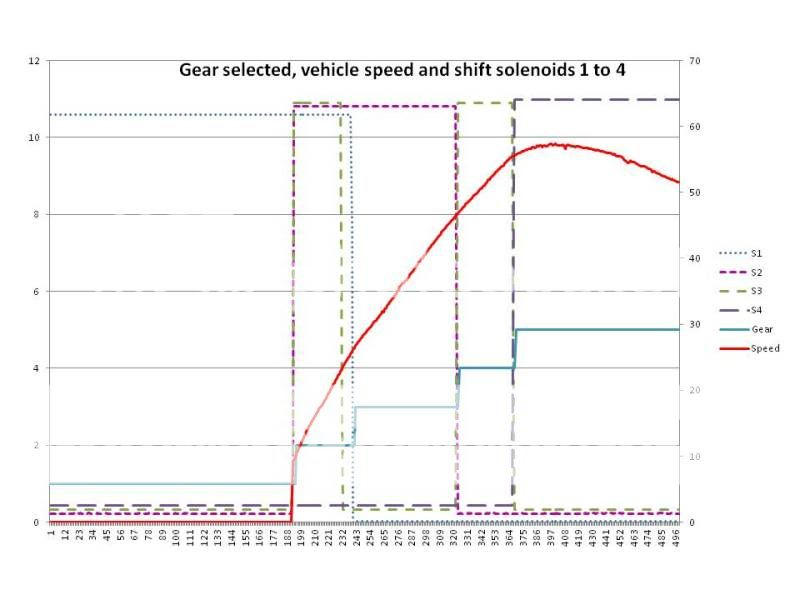 Gear selected, vehicle speed and shift solenoids 1 to 4
12
10
8
6
4
2
0
70
60
50
40
30
20
10
0
S1
S2
S3
S4
Gear
Speed
1 12 23 34 45 56 67 78 89 100 111 122 133 144 155 166 177 188 199 210 221 232 243 254 265 276 287 298 309 320 331 342 353 364 375 386 397 408 419 430 441 452 463 474 485 496